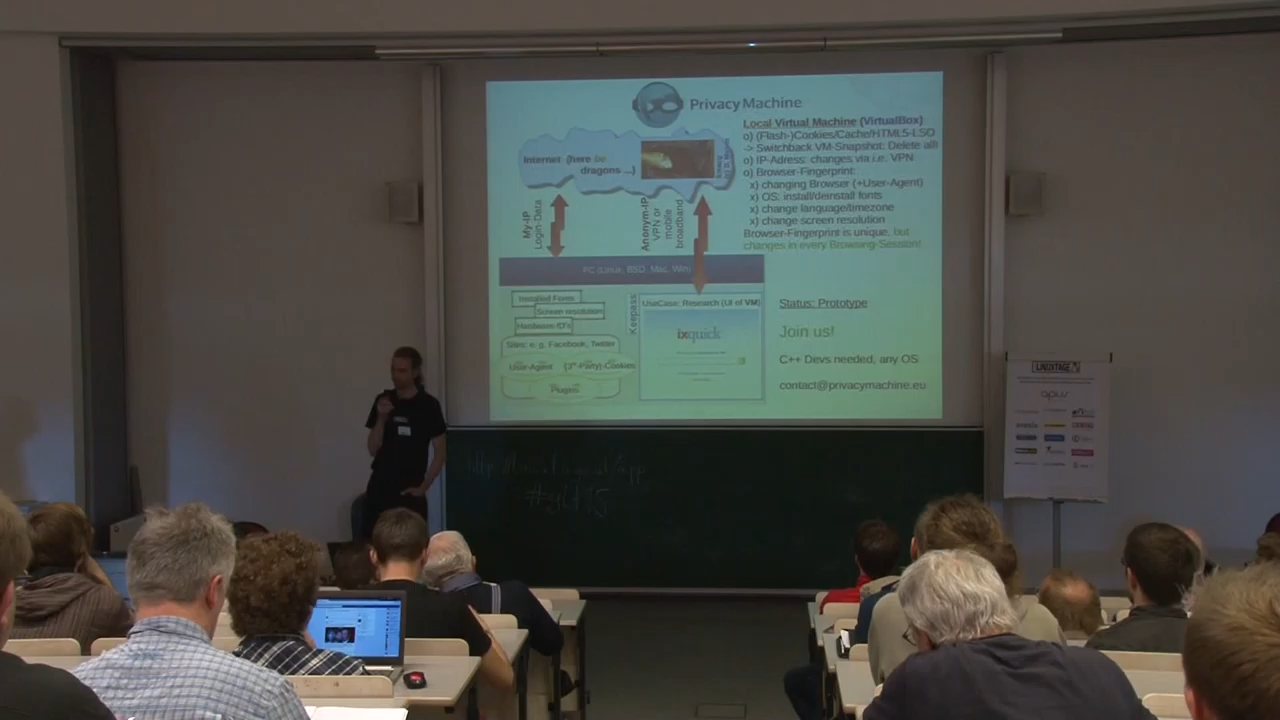 PrivacyMachine
Internet (here be
dragons ...)
My-IP
Login-Data
Anonym-IP
VPN or
mobile
broadband
PC (Linux, BSD, Mac, Win)
Installed Fonts
Screen resolution
Hardware ID's
Sites: e. g. Facebook, Twitter
User-Agent
(3rd-Party) Cookies
Plugins
Keepass
UseCase: Research (UI of VM)
ixquick
Local Virtual Machine (VirtualBox)
o) (Flash-)Cookies/Cache/HTML5-LSO
-> Switchback VM-Snapshot: Delete all!
o) IP-Adress: changes via i.e. VPN
o) Browser-Fingerprint:
x) changing Browser (+User-Agent)
x) OS: install/deinstall fonts
x) change language/timezone
x) change screen resolution
Browser-Fingerprint is unique, but
changes in every Browsing-Session!
Status: Prototype
Join us!
C++ Devs needed, any OS
contact@privacymachine.eu
LINUXTAGE
#glt15